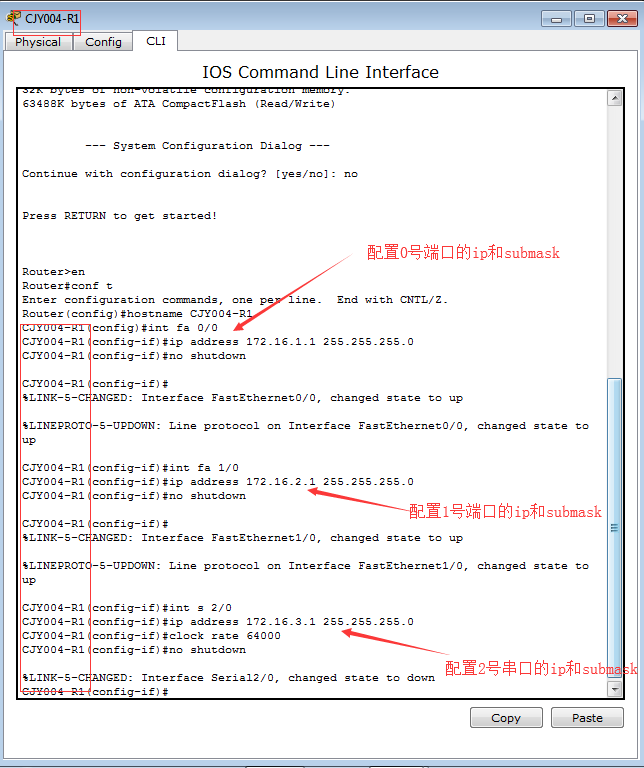 CJY004-R1
Physical Config CLI
IOS Command Line Interface
32K bytes of non-volatile configuration memory.
63488K bytes of ATA CompactFlash (Read/Write)
--- System Configuration Dialog ---
Continue with configuration dialog? [yes/no]: no
Press RETURN to get started!
配置0号端口的ip和submask
Router>en
Router#conf t
Enter configuration commands, one per line.  End with CNTL/Z.
Router(config)#hostname CJY004-R1
CJY004-R1(config)#int fa 0/0
CJY004-R1(config-if)#ip address 172.16.1.1 255.255.255.0
CJY004-R1(config-if)#no shutdown
CJY004-R1(config-if)#
%LINK-5-CHANGED: Interface FastEthernet0/0, changed state to up
%LINEPROTO-5-UPDOWN: Line protocol on Interface FastEthernet0/0, changed state to
up
CJY004-R1(config-if)#int fa 1/0
CJY004-R1(config-if)#ip address 172.16.2.1 255.255.255.0
CJY004-R1(config-if)#no shutdown
配置1号端口的ip和submask
CJY004-R1(config-if)#
%LINK-5-CHANGED: Interface FastEthernet1/0, changed state to up
%LINEPROTO-5-UPDOWN: Line protocol on Interface FastEthernet1/0, changed state to
up
CJY004-R1(config-if)#int s 2/0
CJY004-R1(config-if)#ip address 172.16.3.1 255.255.255.0
CJY004-R1(config-if)#clock rate 64000
CJY004-R1(config-if)#no shutdown
配置2号串口的ip和submask
%LINK-5-CHANGED: Interface Serial2/0, changed state to down
CJY004-R1(config-if)#
Copy Paste